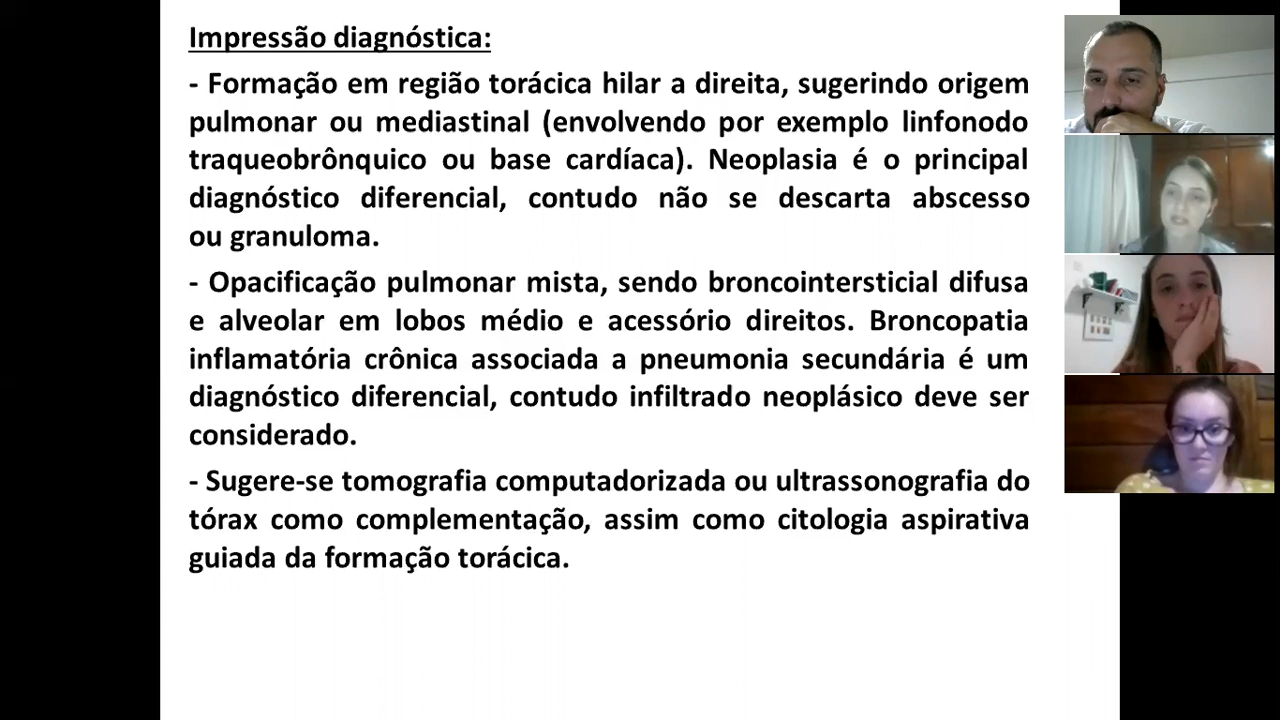 Impressão diagnóstica:
- Formação em região torácica hilar a direita, sugerindo origem
pulmonar ou mediastinal (envolvendo por exemplo linfonodo
traqueobrônquico ou base cardíaca). Neoplasia é o principal
diagnóstico diferencial, contudo não se descarta abscesso
ou granuloma.
- Opacificação pulmonar mista, sendo broncointersticial difusa
e alveolar em lobos médio e acessório direitos. Broncopatia
inflamatória crônica associada a pneumonia secundária é um
diagnóstico diferencial, contudo infiltrado neoplásico deve ser
considerado.
- Sugere-se tomografia computadorizada ou ultrassonografia do
tórax como complementação, assim como citologia aspirativa
guiada da formação torácica.